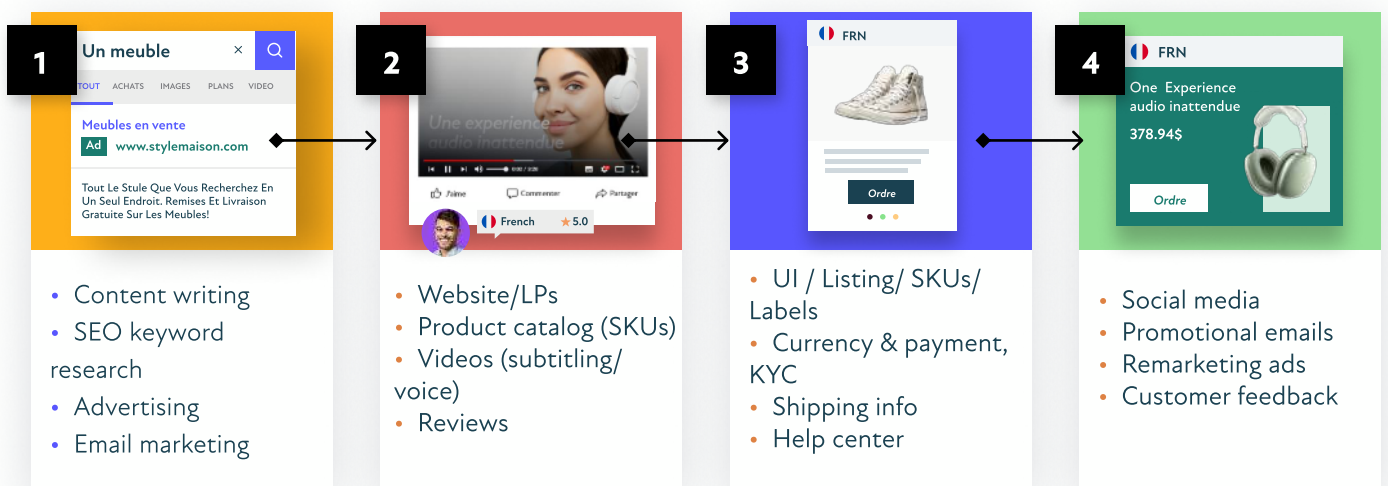 1
Un meuble ×
TOUT ACHATS IMAGES PLANS VIDEO
Meubles en vente
Ad www.stylemaison.com
Tout Le Stule Que Vous Recherchez En
Un Seul Endroit. Remises Et Livraison
Gratuite Sur Les Meubles!
• Content writing
• SEO keyword
research
• Advertising
• Email marketing
2
Une experience
audio inattendue
J'aime Commenter Partager
French ★5.0
• Website/LPs
• Product catalog (SKUs)
• Videos (subtitling/
voice)
• Reviews
3
FRN
Ordre
• UI / Listing/ SKUs/
Labels
• Currency & payment,
KYC
• Shipping info
• Help center
4
FRN
One Experience
audio inattendue
378.94$
Ordre
• Social media
• Promotional emails
• Remarketing ads
• Customer feedback